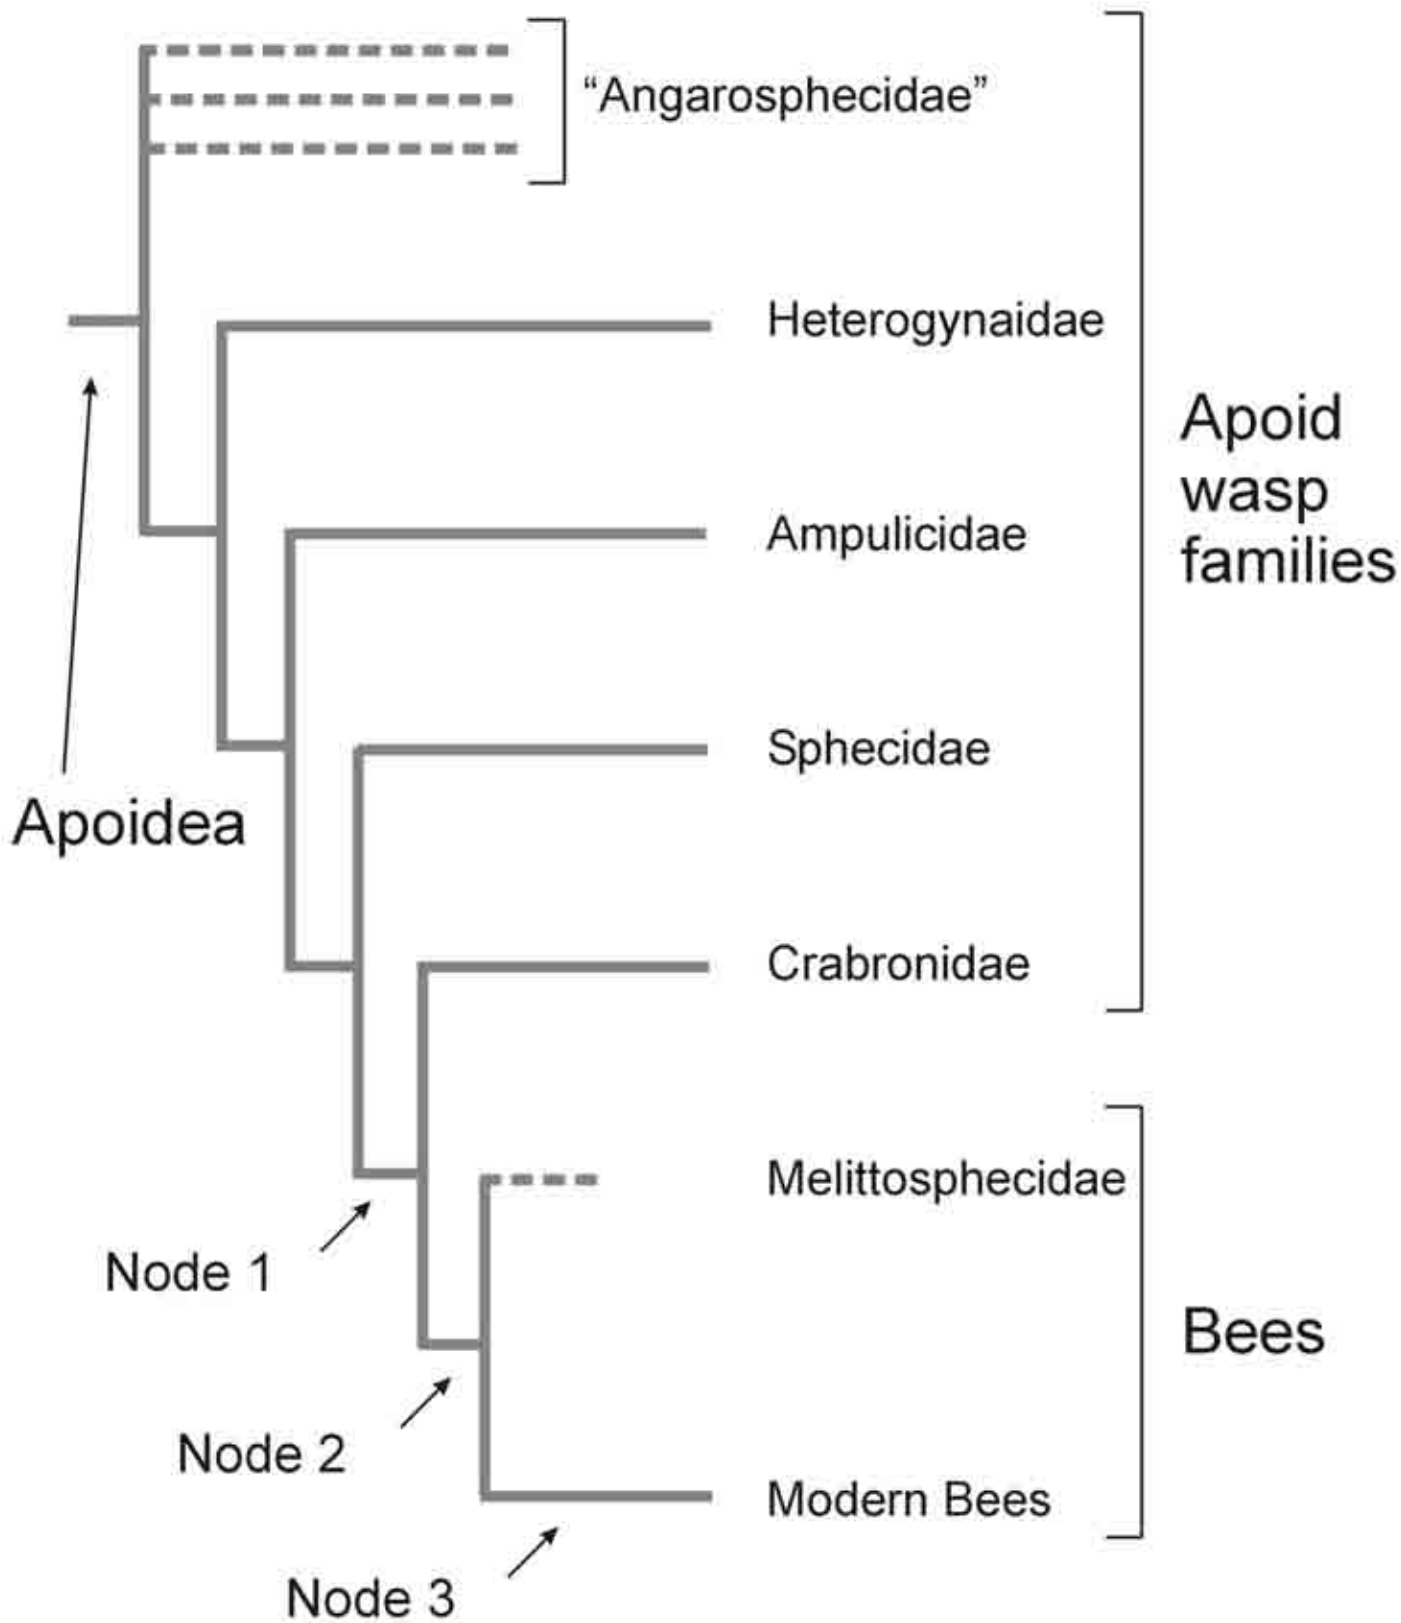 “Angarosphecidae”
Heterogynaidae
Apoid
wasp
families
Ampulicidae
Sphecidae
Apoidea
Crabronidae
Melittosphecidae
Node 1
Bees
Node 2
Modern Bees
Node 3